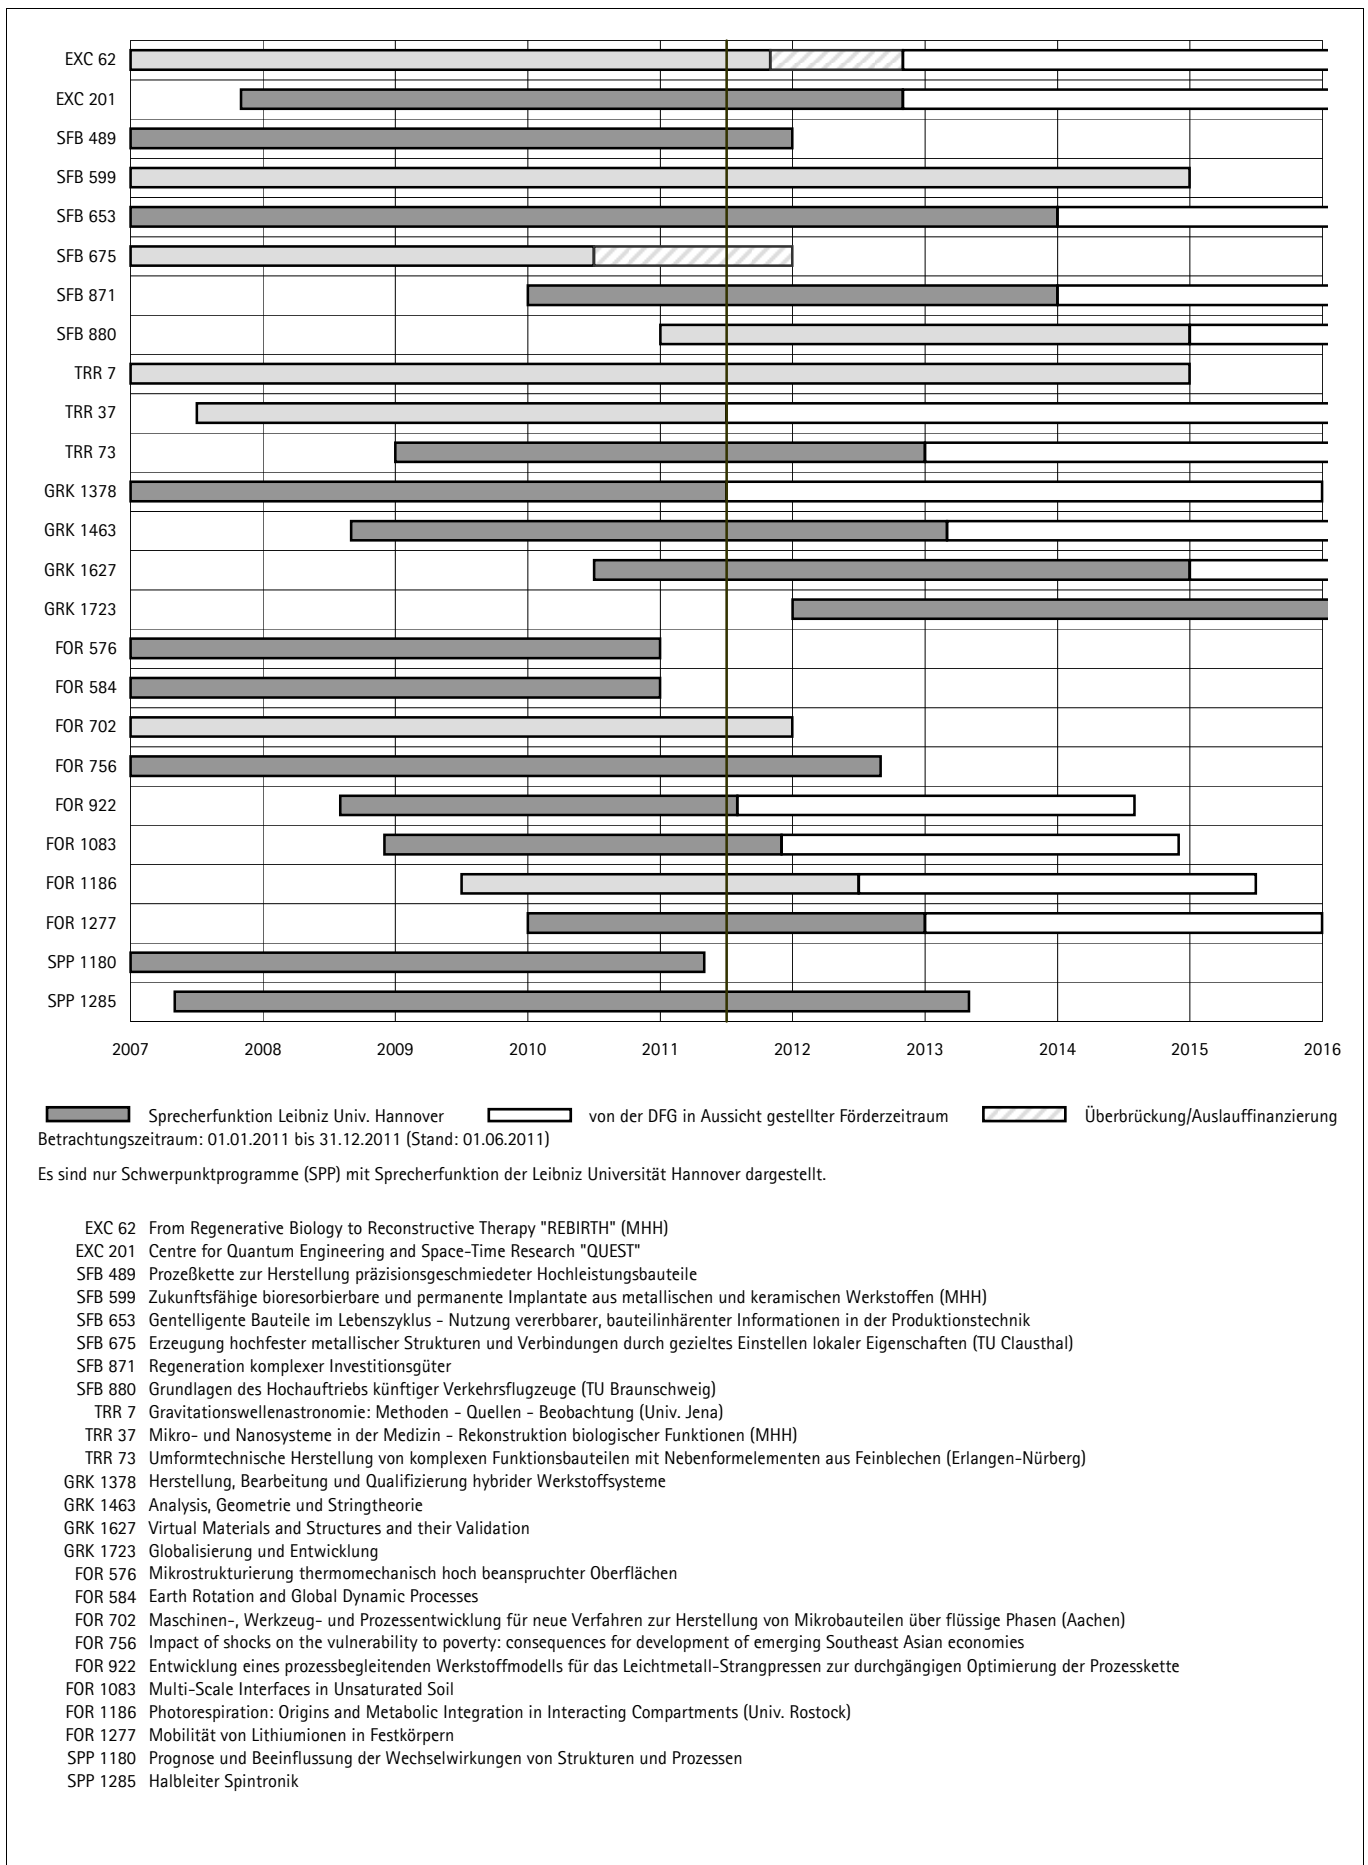 EXC 62
EXC 201
SFB 489
SFB 599
SFB 653
SFB 675
SFB 871
SFB 880
TRR 7
TRR 37
TRR 73
GRK 1378
GRK 1463
GRK 1627
GRK 1723
FOR 576
FOR 584
FOR 702
FOR 756
FOR 922
FOR 1083
FOR 1186
FOR 1277
SPP 1180
SPP 1285
2007 2008 2009 2010 2011 2012 2013 2014 2015 2016
Sprecherfunktion Leibniz Univ. Hannover von der DFG in Aussicht gestellter Förderzeitraum Überbrückung/Auslauffinanzierung
Betrachtungszeitraum: 01.01.2011 bis 31.12.2011 (Stand: 01.06.2011)
Es sind nur Schwerpunktprogramme (SPP) mit Sprecherfunktion der Leibniz Universität Hannover dargestellt.
EXC 62 From Regenerative Biology to Reconstructive Therapy "REBIRTH" (MHH)
EXC 201 Centre for Quantum Engineering and Space-Time Research "QUEST"
SFB 489 Prozeßkette zur Herstellung präzisionsgeschmiedeter Hochleistungsbauteile
SFB 599 Zukunftsfähige bioresorbierbare und permanente Implantate aus metallischen und keramischen Werkstoffen (MHH)
SFB 653 Gentelligente Bauteile im Lebenszyklus - Nutzung vererbbarer, bauteilinhärenter Informationen in der Produktionstechnik
SFB 675 Erzeugung hochfester metallischer Strukturen und Verbindungen durch gezieltes Einstellen lokaler Eigenschaften (TU Clausthal)
SFB 871 Regeneration komplexer Investitionsgüter
SFB 880 Grundlagen des Hochauftriebs künftiger Verkehrsflugzeuge (TU Braunschweig)
TRR 7 Gravitationswellenastronomie: Methoden - Quellen - Beobachtung (Univ. Jena)
TRR 37 Mikro- und Nanosysteme in der Medizin - Rekonstruktion biologischer Funktionen (MHH)
TRR 73 Umformtechnische Herstellung von komplexen Funktionsbauteilen mit Nebenformelementen aus Feinblechen (Erlangen-Nürberg)
GRK 1378 Herstellung, Bearbeitung und Qualifizierung hybrider Werkstoffsysteme
GRK 1463 Analysis, Geometrie und Stringtheorie
GRK 1627 Virtual Materials and Structures and their Validation
GRK 1723 Globalisierung und Entwicklung
FOR 576 Mikrostrukturierung thermomechanisch hoch beanspruchter Oberflächen
FOR 584 Earth Rotation and Global Dynamic Processes
FOR 702 Maschinen-, Werkzeug- und Prozessentwicklung für neue Verfahren zur Herstellung von Mikrobauteilen über flüssige Phasen (Aachen)
FOR 756 Impact of shocks on the vulnerability to poverty: consequences for development of emerging Southeast Asian economies
FOR 922 Entwicklung eines prozessbegleitenden Werkstoffmodells für das Leichtmetall-Strangpressen zur durchgängigen Optimierung der Prozesskette
FOR 1083 Multi-Scale Interfaces in Unsaturated Soil
FOR 1186 Photorespiration: Origins and Metabolic Integration in Interacting Compartments (Univ. Rostock)
FOR 1277 Mobilität von Lithiumionen in Festkörpern
SPP 1180 Prognose und Beeinflussung der Wechselwirkungen von Strukturen und Prozessen
SPP 1285 Halbleiter Spintronik